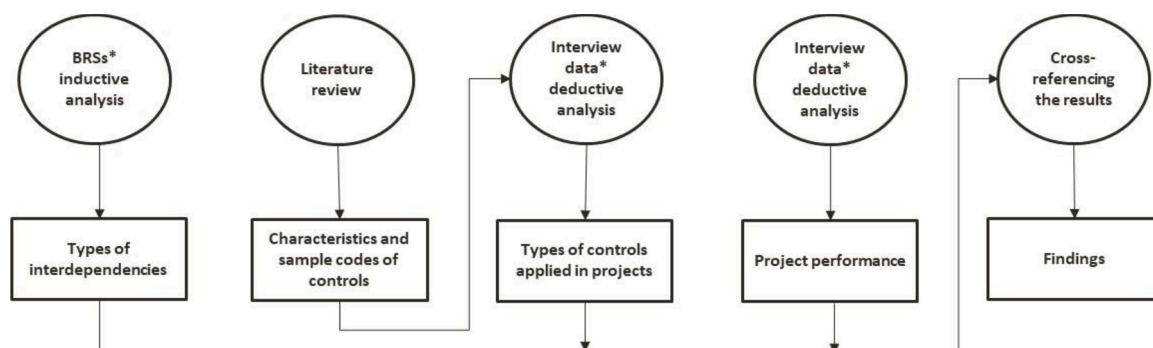 BRSs*
inductive
analysis
Literature
review
Interview
data*
deductive
analysis
Interview
data*
deductive
analysis
Cross-
referencing
the results
Types of
interdependencies
Characteristics and
sample codes of
controls
Types of controls
applied in projects
Project performance
Findings